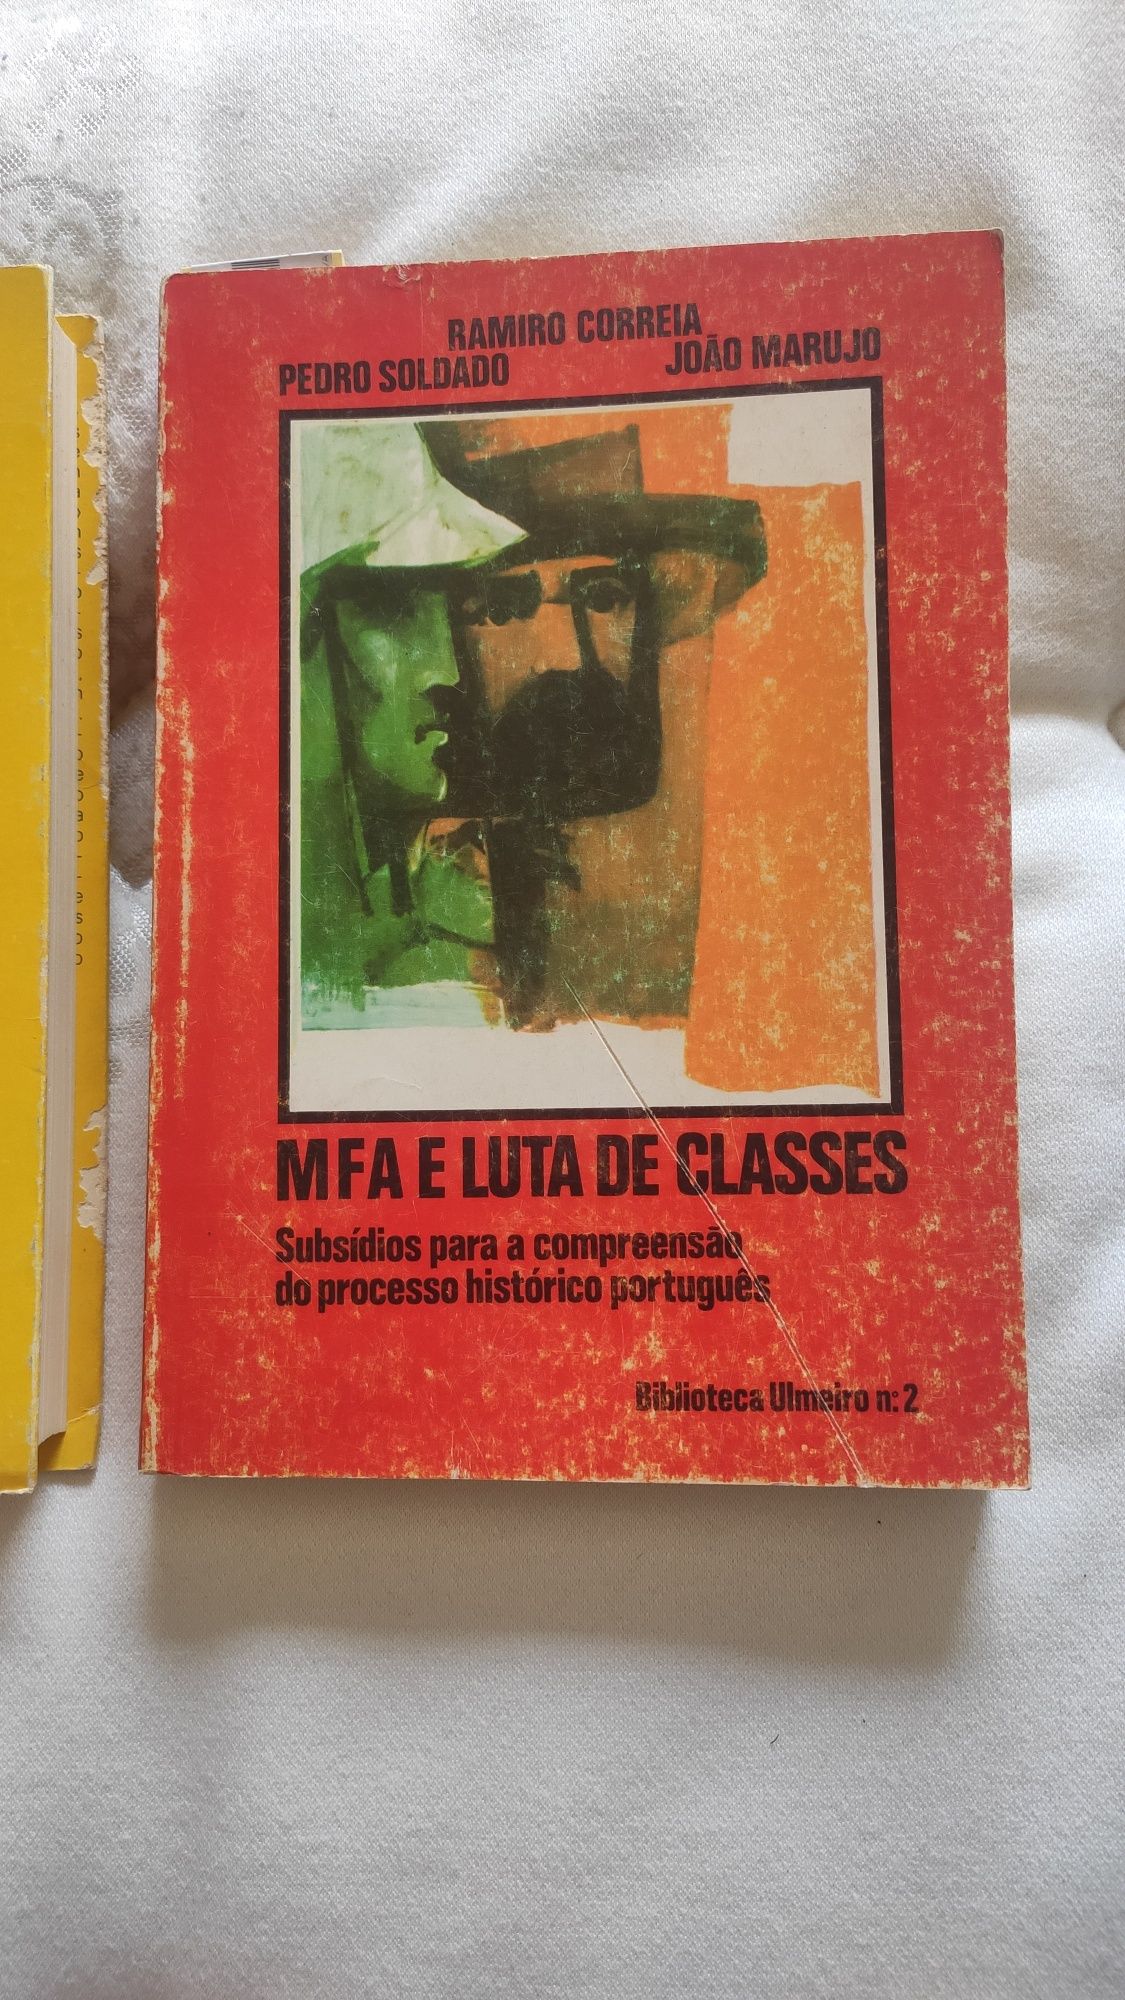 RAMIRO CORREIA
PEDRO SOLDADO JOÃO MARUJO
MFA E LUTA DE CLASSES
Subsídios para a compreensão
do processo histórico português
Biblioteca Ulmeiro n:2